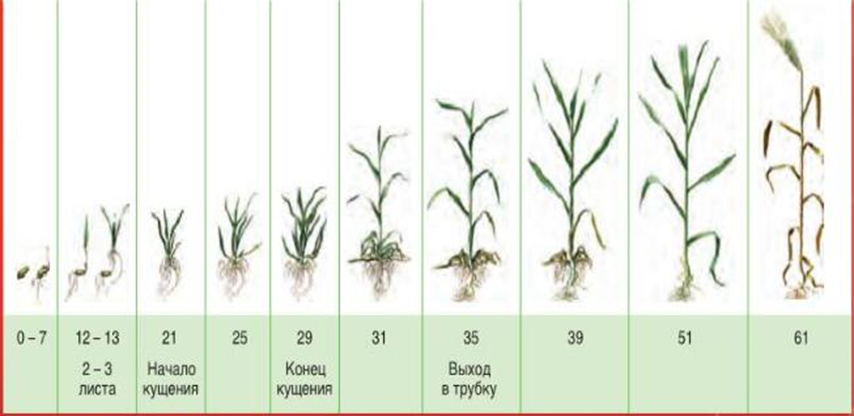 0 – 7 12 – 13 21 25 29 31 35 39 51 61
2 – 3 Начало Конец Выход
листа кущения кущения в трубку